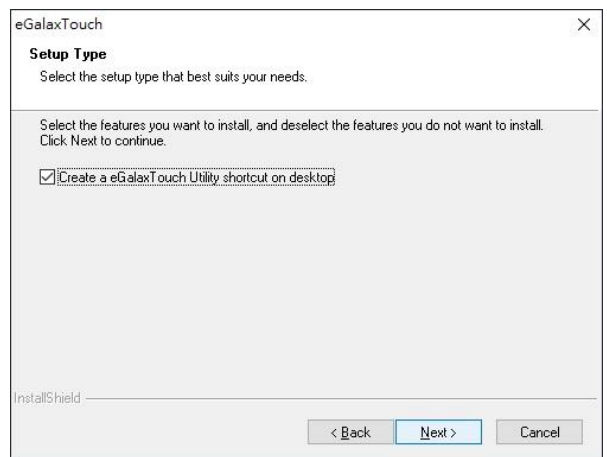 eGalaxTouch
Setup Type
Select the setup type that best suits your needs.
Select the features you want to install, and deselect the features you do not want to install.
Click Next to continue.
Create a eGalaxTouch Utility shortcut on desktop
InstallShield
< Back
Next >
Cancel